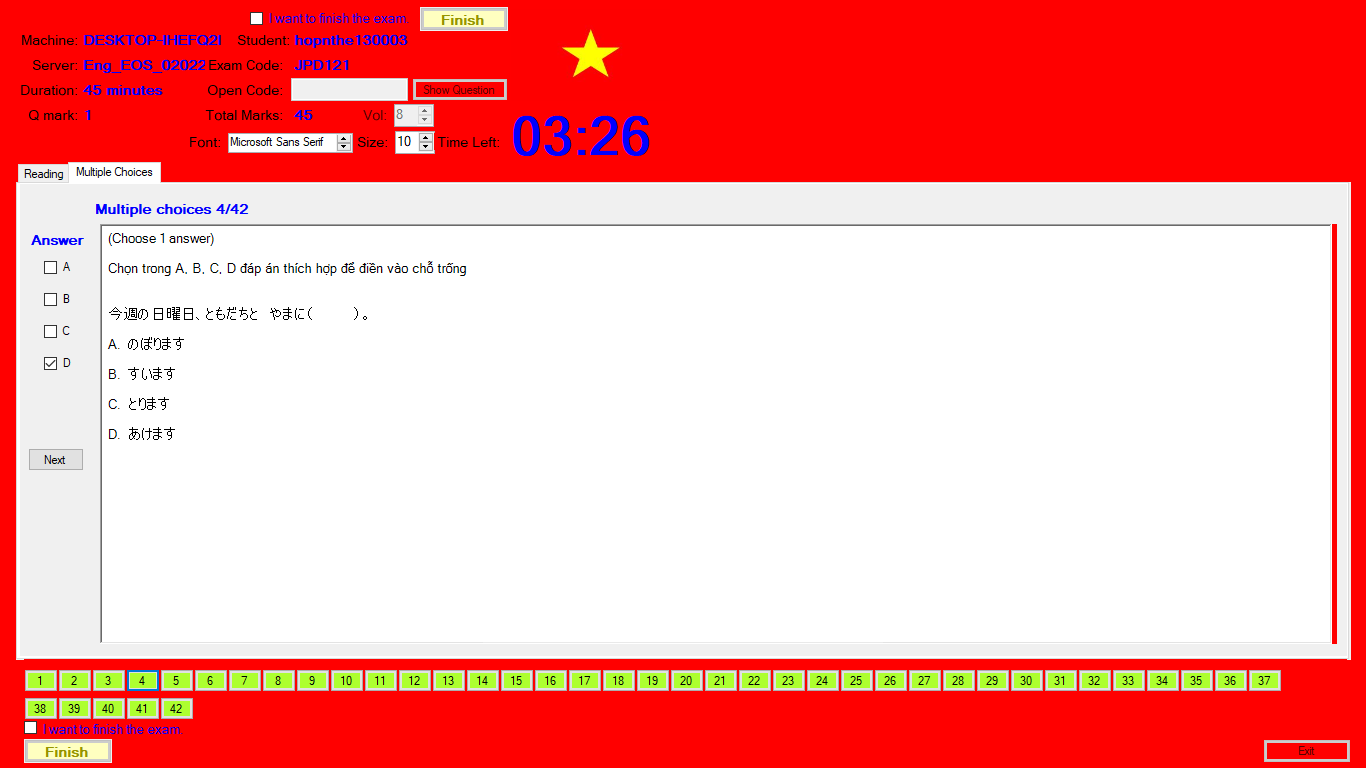 I want to finish the exam.
Finish
Machine: DESKTOP-IHEFQ2I Student: hopnthe130003
Server: Eng_EOS_02022 Exam Code: JPD121
Duration: 45 minutes Open Code: Show Question
Q mark: 1 Total Marks: 45 Vol: 8
Font: Microsoft Sans Serif Size: 10 Time Left: 03:26
Reading Multiple Choices
Multiple choices 4/42
Answer
A
B
C
D
Next
(Choose 1 answer)
Chọn trong A, B, C, D đáp án thích hợp để điền vào chỗ trống
今週の日曜日、ともだちと やまに( )。
A. のぼります
B. すいます
C. とります
D. あけます
1 2 3 4 5 6 7 8 9 10 11 12 13 14 15 16 17 18 19 20 21 22 23 24 25 26 27 28 29 30 31 32 33 34 35 36 37
38 39 40 41 42
I want to finish the exam.
Finish
Exit